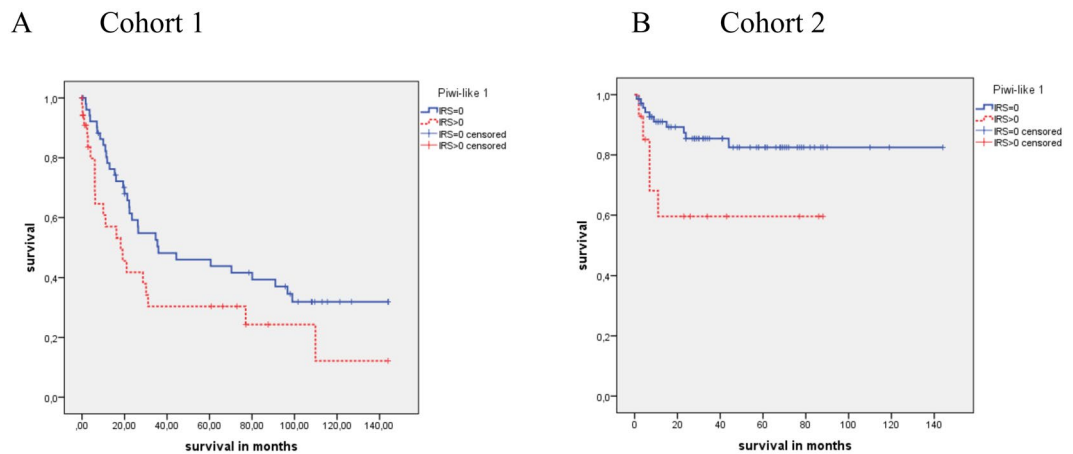 A Cohort 1
survival
1,0
0,8
0,6
0,4
0,2
0,0
,00 20,00 40,00 60,00 80,00 100,00 120,00 140,00
survival in months
Piwi-like 1
IRS=0
IRS>0
IRS=0 censored
IRS>0 censored
B Cohort 2
survival
1,0
0,8
0,6
0,4
0,2
0,0
0 20 40 60 80 100 120 140
survival in months
Piwi-like 1
IRS=0
IRS>0
IRS=0 censored
IRS>0 censored